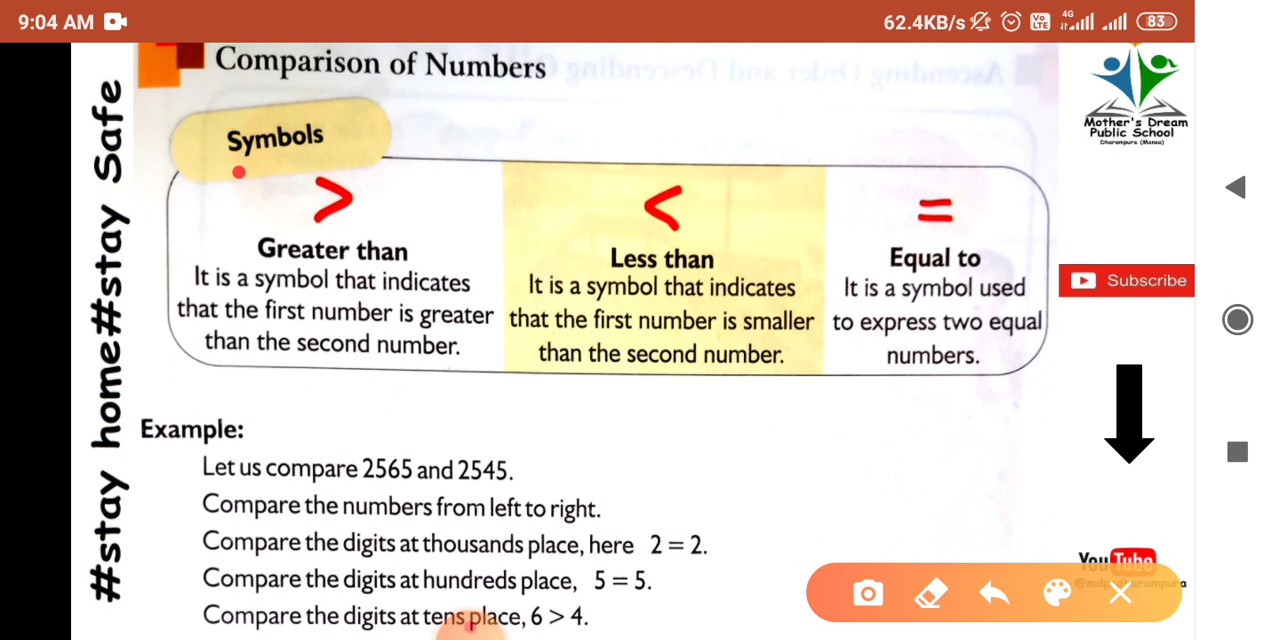 9:04 AM
62.4KB/s Vo LTE 4G 83
Comparison of Numbers
Ascending Order and Descending
Symbols
>
<
=
Greater than
It is a symbol that indicates
that the first number is greater
than the second number.
Less than
It is a symbol that indicates
that the first number is smaller
than the second number.
Equal to
It is a symbol used
to express two equal
numbers.
Example:
Let us compare 2565 and 2545.
Compare the numbers from left to right.
Compare the digits at thousands place, here 2 = 2.
Compare the digits at hundreds place, 5 = 5.
Compare the digits at tens place, 6 > 4.
#stay home#stay Safe
Mother's Dream
Public School
Dharampura (Mansa)
Subscribe
YouTube